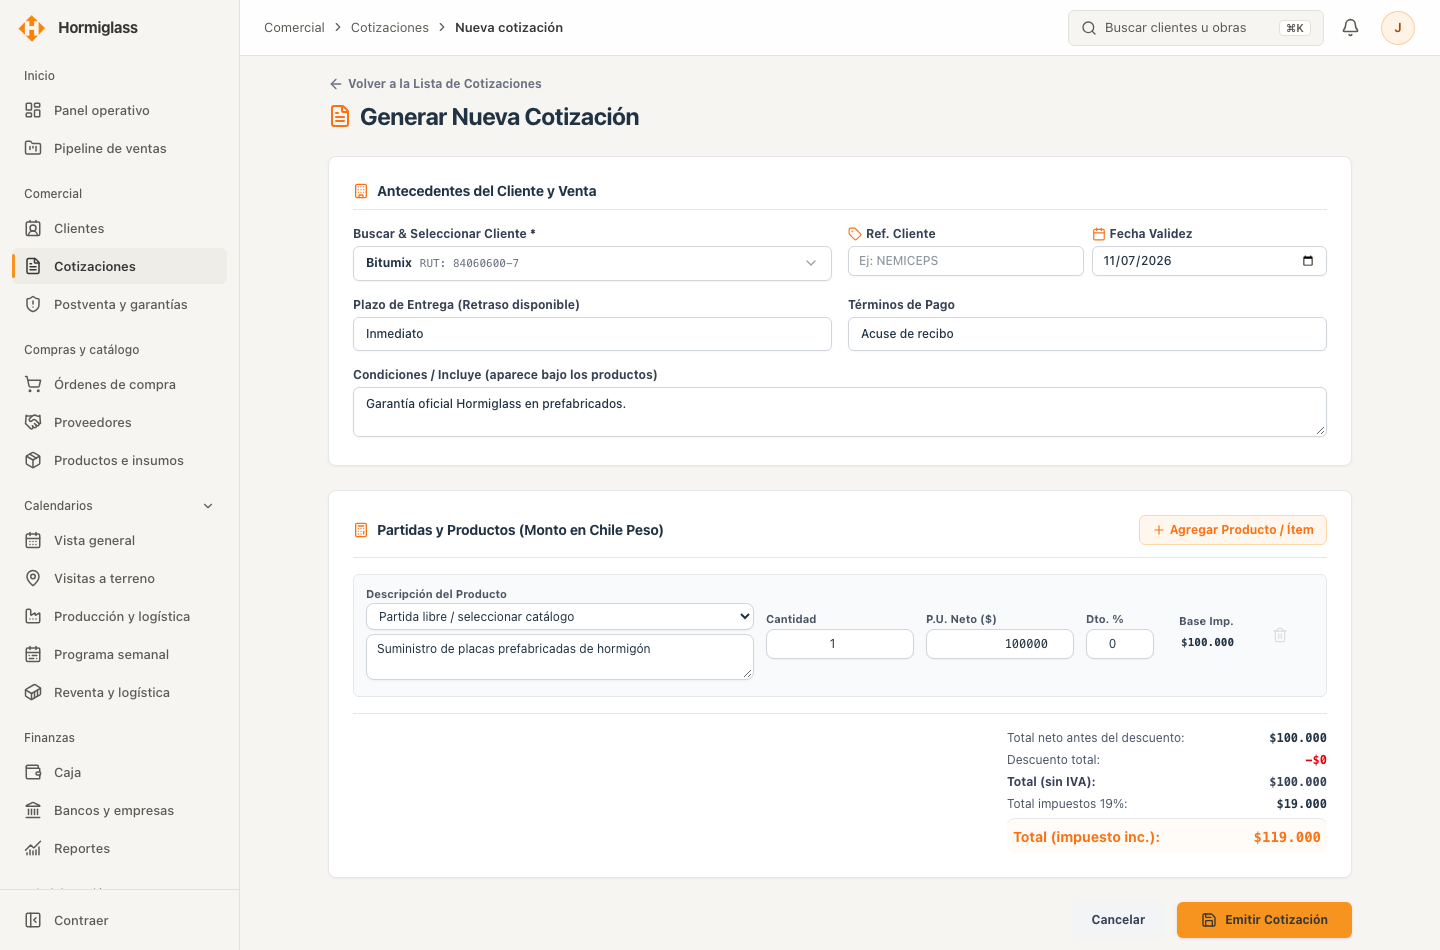 Hormiglass
Inicio
Panel operativo
Pipeline de ventas
Comercial
Clientes
Cotizaciones
Postventa y garantías
Compras y catálogo
Órdenes de compra
Proveedores
Productos e insumos
Calendarios
Vista general
Visitas a terreno
Producción y logística
Programa semanal
Reventa y logística
Finanzas
Caja
Bancos y empresas
Reportes
Contraer
Comercial > Cotizaciones > Nueva cotización
Buscar clientes u obras ⌘K
J
Volver a la Lista de Cotizaciones
Generar Nueva Cotización
Antecedentes del Cliente y Venta
Buscar & Seleccionar Cliente * Ref. Cliente Fecha Validez
Bitumix RUT: 84060600-7 Ej: NEMICEPS 11/07/2026
Plazo de Entrega (Retraso disponible) Términos de Pago
Inmediato Acuse de recibo
Condiciones / Incluye (aparece bajo los productos)
Garantía oficial Hormiglass en prefabricados.
Partidas y Productos (Monto en Chile Peso) Agregar Producto / Ítem
Descripción del Producto
Partida libre / seleccionar catálogo
Suministro de placas prefabricadas de hormigón
Cantidad P.U. Neto ($) Dto. % Base Imp.
1 100000 0 $100.000
Total neto antes del descuento: $100.000
Descuento total: -$0
Total (sin IVA): $100.000
Total impuestos 19%: $19.000
Total (impuesto inc.): $119.000
Cancelar Emitir Cotización